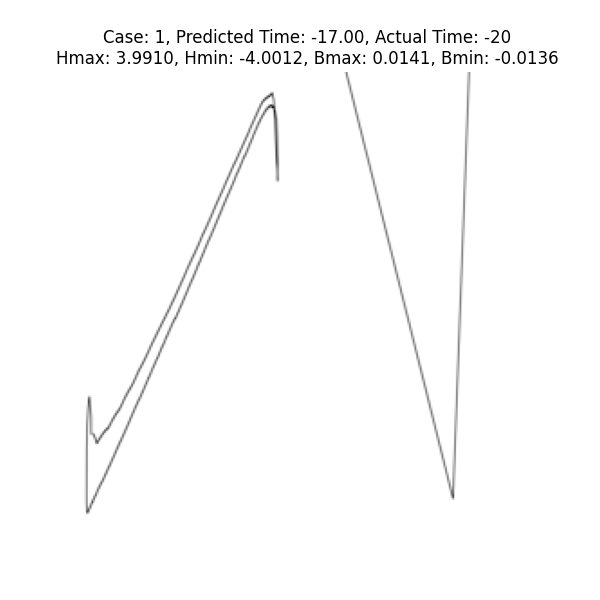 Case: 1, Predicted Time: -17.00, Actual Time: -20
Hmax: 3.9910, Hmin: -4.0012, Bmax: 0.0141, Bmin: -0.0136